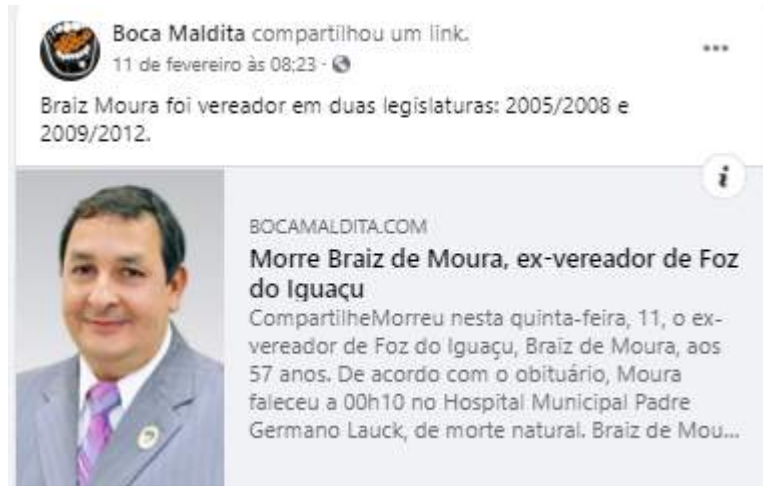 Boca Maldita compartilhou um link.
11 de fevereiro às 08:23 ·
Braiz Moura foi vereador em duas legislaturas: 2005/2008 e
2009/2012.
i
BOCAMALDITA.COM
Morre Braiz de Moura, ex-vereador de Foz
do Iguaçu
CompartilheMorreu nesta quinta-feira, 11, o ex-
vereador de Foz do Iguaçu, Braiz de Moura, aos
57 anos. De acordo com o obituário, Moura
faleceu a 00h10 no Hospital Municipal Padre
Germano Lauck, de morte natural. Braiz de Mou...